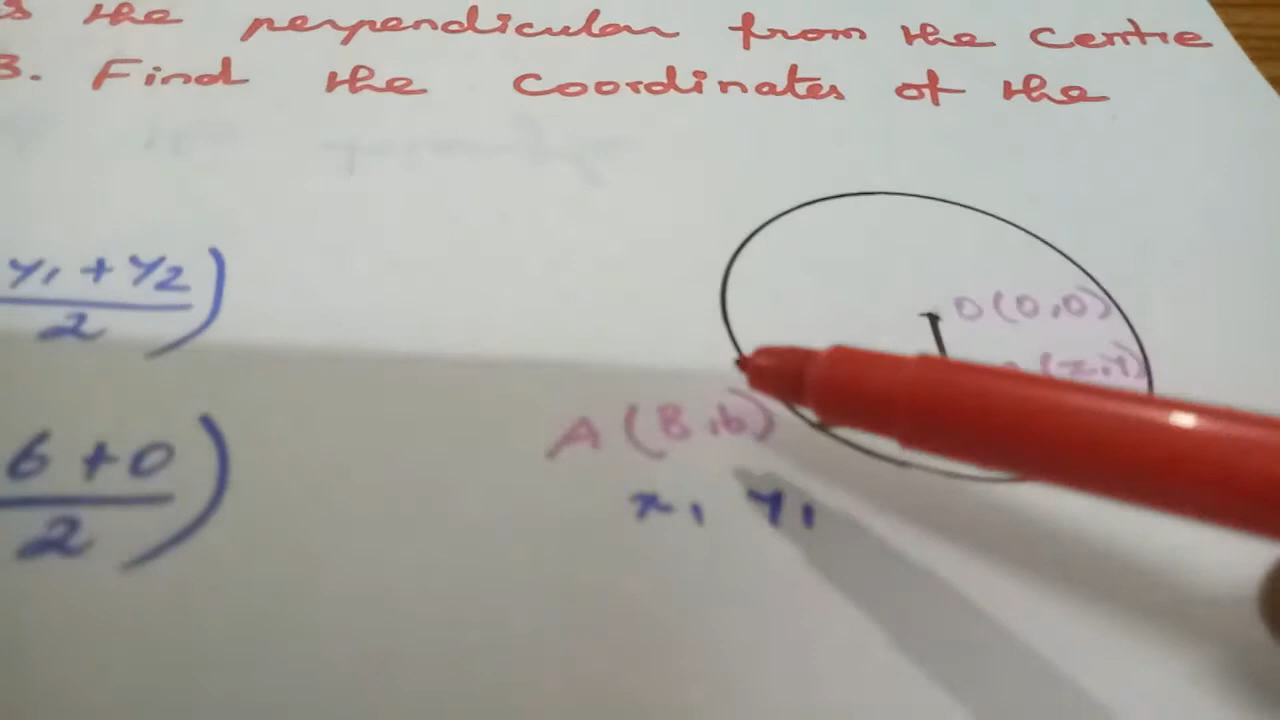 the perpendicular from the centre
3. Find the coordinates of the
y1 + y2)
2
O(0,0)
A (8,6)
x1 y1
6 + 0)
2